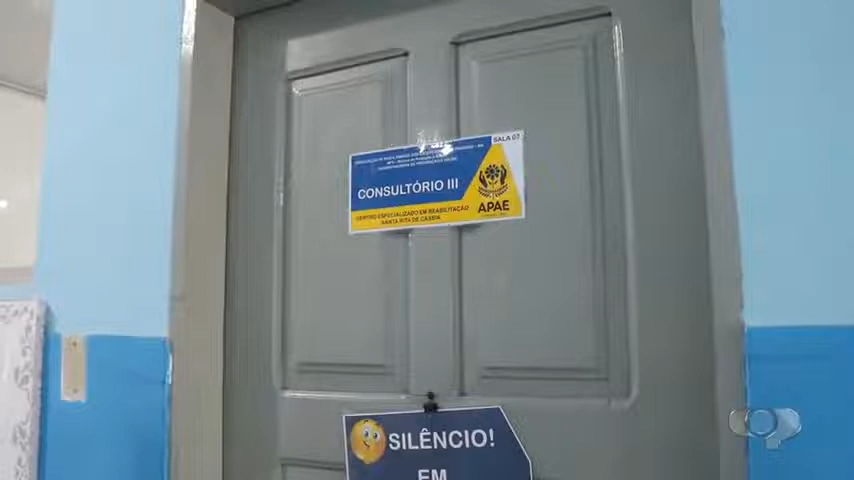 SALA 07
CONSULTÓRIO III
CENTRO ESPECIALIZADO EM REABILITAÇÃO
SANTA RITA DE CÁSSIA
APAE
SILÊNCIO!
EM